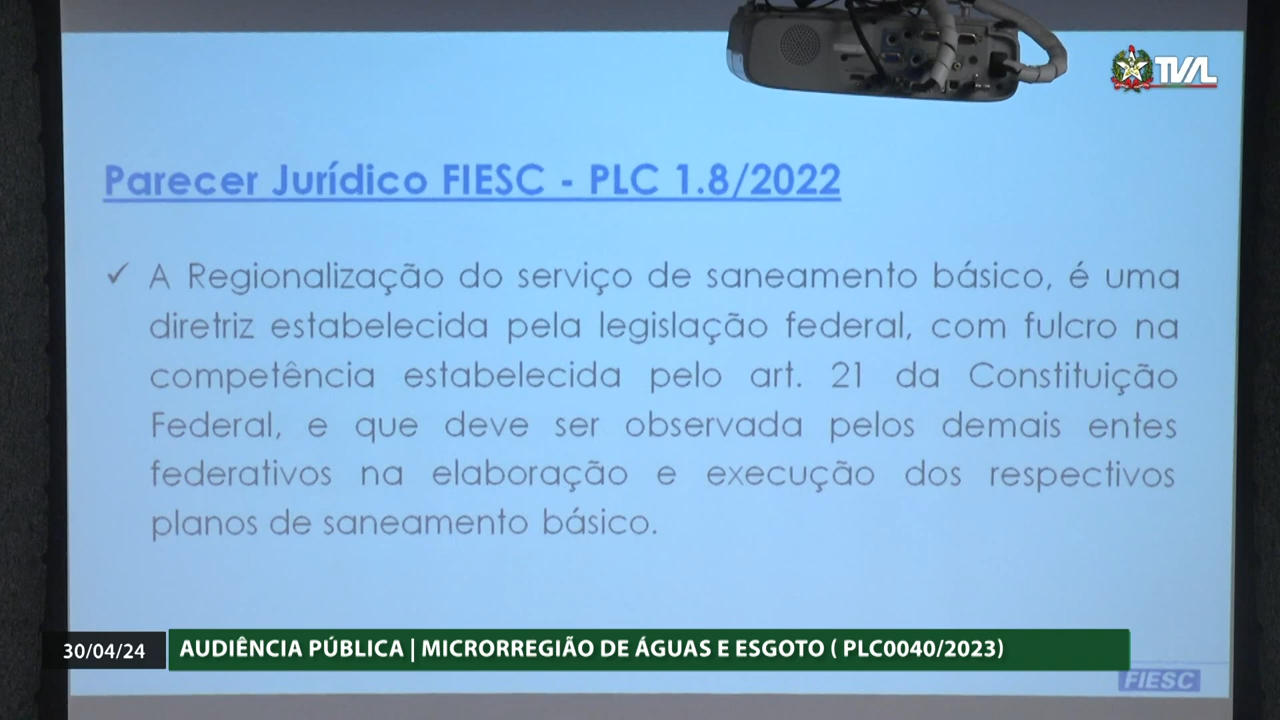 TVAL
Parecer Jurídico FIESC - PLC 1.8/2022
✓ A Regionalização do serviço de saneamento básico, é uma
diretriz estabelecida pela legislação federal, com fulcro na
competência estabelecida pelo art. 21 da Constituição
Federal, e que deve ser observada pelos demais entes
federativos na elaboração e execução dos respectivos
planos de saneamento básico.
30/04/24
AUDIÊNCIA PÚBLICA | MICRORREGIÃO DE ÁGUAS E ESGOTO ( PLC0040/2023)
FIESC